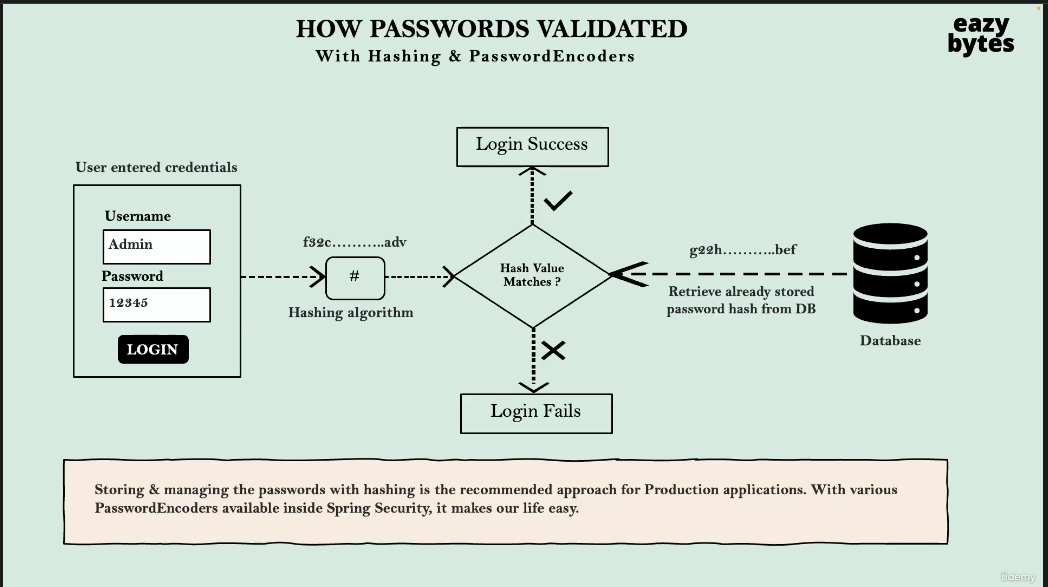 HOW PASSWORDS VALIDATED
With Hashing & PasswordEncoders
eazy
bytes
Login Success
User entered credentials
Username
Admin
Password
12345
LOGIN
f32c...........adv
#
Hashing algorithm
Hash Value
Matches ?
g22h...........bef
Retrieve already stored
password hash from DB
Database
Login Fails
Storing & managing the passwords with hashing is the recommended approach for Production applications. With various
PasswordEncoders available inside Spring Security, it makes our life easy.
ûdemy